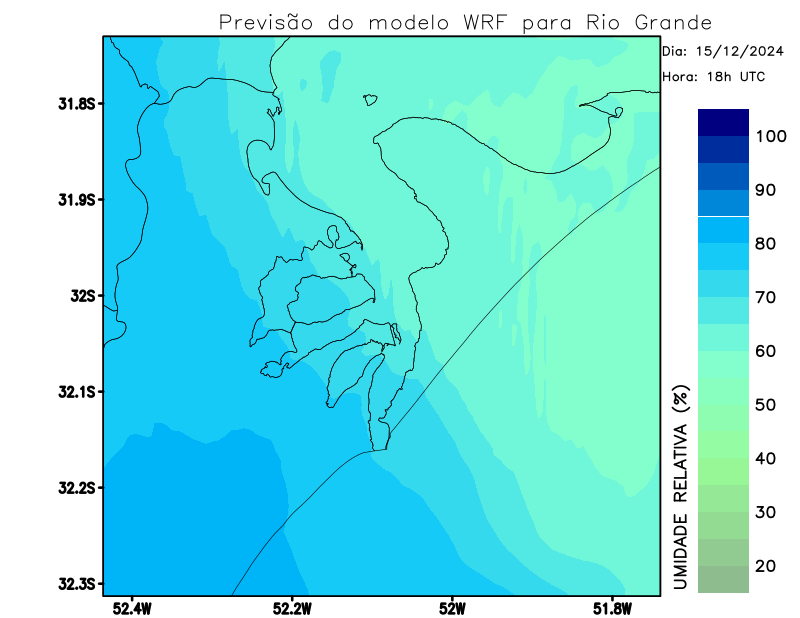 Previsão do modelo WRF para Rio Grande
Dia: 15/12/2024
Hora: 18h UTC
31.8S
31.9S
32S
32.1S
32.2S
32.3S
52.4W
52.2W
52W
51.8W
100
90
80
70
60
50
40
30
20
UMIDADE RELATIVA (%)